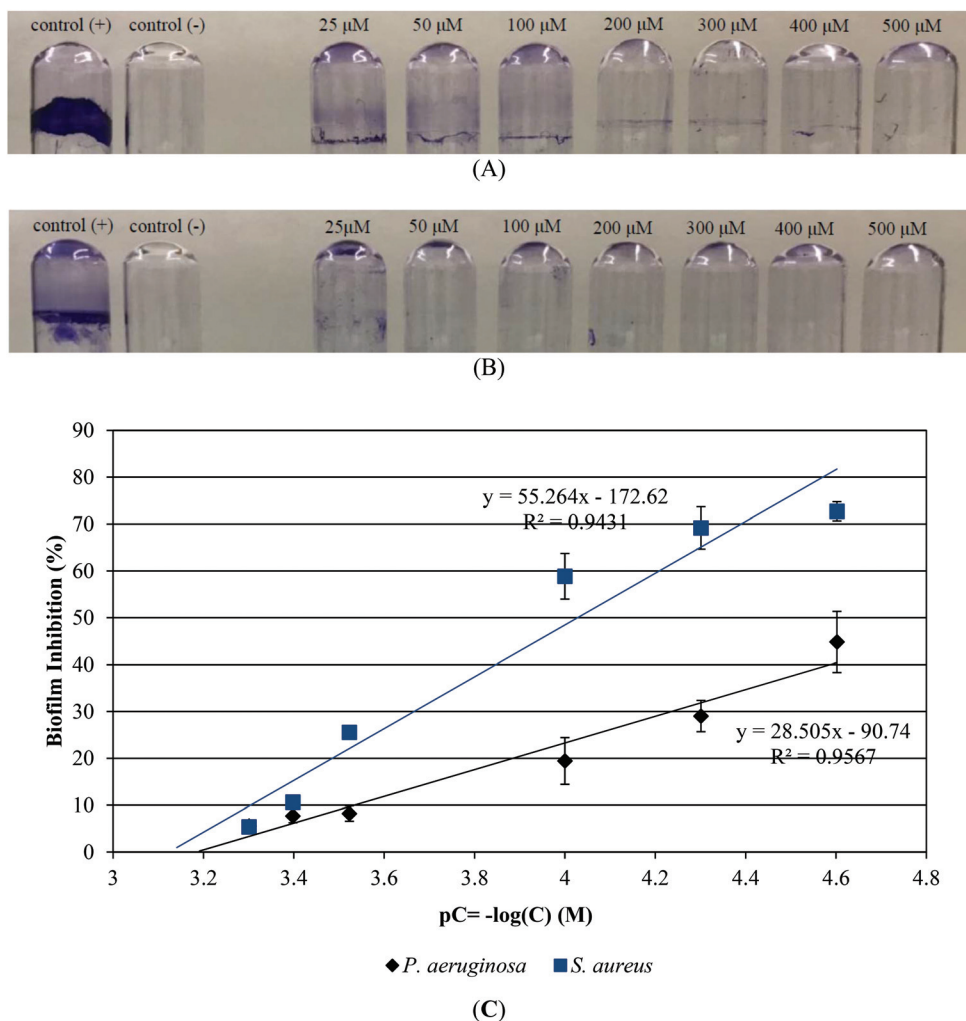 control (+) control (-) 25 µM 50 µM 100 µM 200 µM 300 µM 400 µM 500 µM
(A)
control (+) control (-) 25µM 50 µM 100 µM 200 µM 300 µM 400 µM 500 µM
(B)
90
80
70
60
50
40
30
20
10
0
Biofilm Inhibition (%)
y = 55.264x - 172.62
R² = 0.9431
y = 28.505x - 90.74
R² = 0.9567
3 3.2 3.4 3.6 3.8 4 4.2 4.4 4.6 4.8
pC= -log(C) (M)
P. aeruginosa S. aureus
(C)